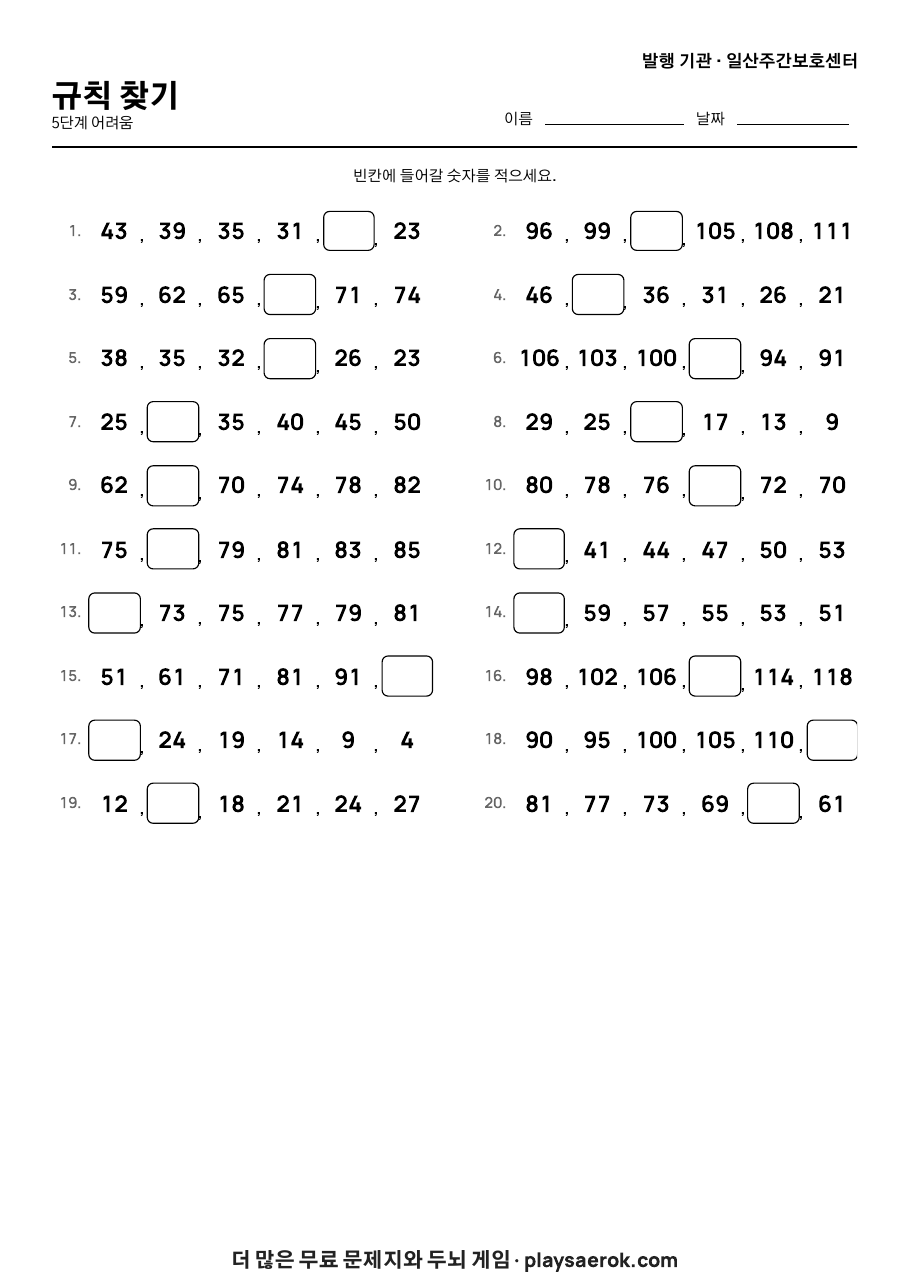 발행 기관 · 일산주간보호센터
규칙 찾기
5단계 어려움
이름 날짜
빈칸에 들어갈 숫자를 적으세요.
1. 43 , 39 , 35 , 31 , , 23
2. 96 , 99 , , 105 , 108 , 111
3. 59 , 62 , 65 , , 71 , 74
4. 46 , , 36 , 31 , 26 , 21
5. 38 , 35 , 32 , , 26 , 23
6. 106 , 103 , 100 , , 94 , 91
7. 25 , , 35 , 40 , 45 , 50
8. 29 , 25 , , 17 , 13 , 9
9. 62 , , 70 , 74 , 78 , 82
10. 80 , 78 , 76 , , 72 , 70
11. 75 , , 79 , 81 , 83 , 85
12. , 41 , 44 , 47 , 50 , 53
13. , 73 , 75 , 77 , 79 , 81
14. , 59 , 57 , 55 , 53 , 51
15. 51 , 61 , 71 , 81 , 91 ,
16. 98 , 102 , 106 , , 114 , 118
17. , 24 , 19 , 14 , 9 , 4
18. 90 , 95 , 100 , 105 , 110 ,
19. 12 , , 18 , 21 , 24 , 27
20. 81 , 77 , 73 , 69 , , 61
더 많은 무료 문제지와 두뇌 게임 · playsaerok.com